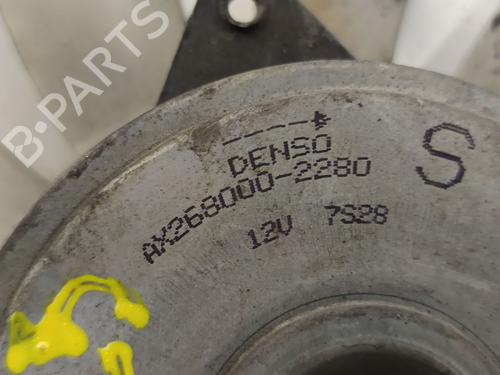 B-PARTS
DENSO
S
AX268000-2280
12V 7S28